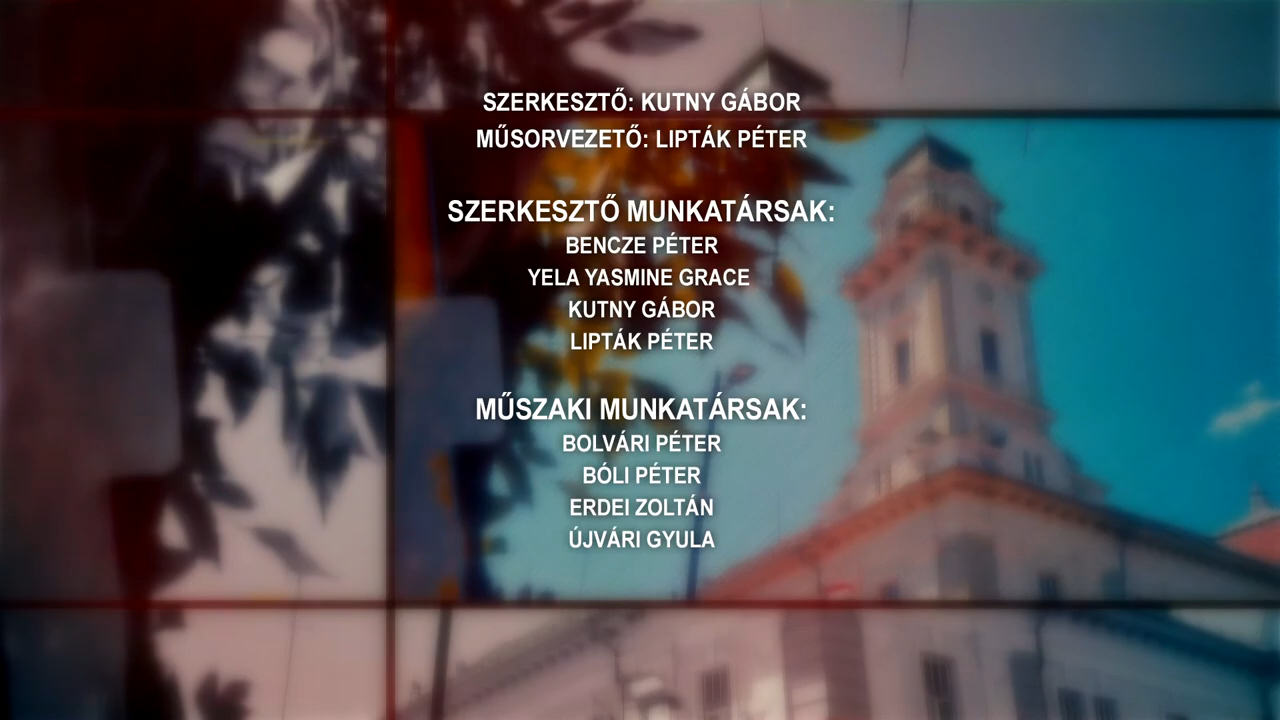 SZERKESZTŐ: KUTNY GÁBOR
MŰSORVEZETŐ: LIPTÁK PÉTER
SZERKESZTŐ MUNKATÁRSAK:
BENCZE PÉTER
YELA YASMINE GRACE
KUTNY GÁBOR
LIPTÁK PÉTER
MŰSZAKI MUNKATÁRSAK:
BOLVÁRI PÉTER
BÓLI PÉTER
ERDEI ZOLTÁN
ÚJVÁRI GYULA